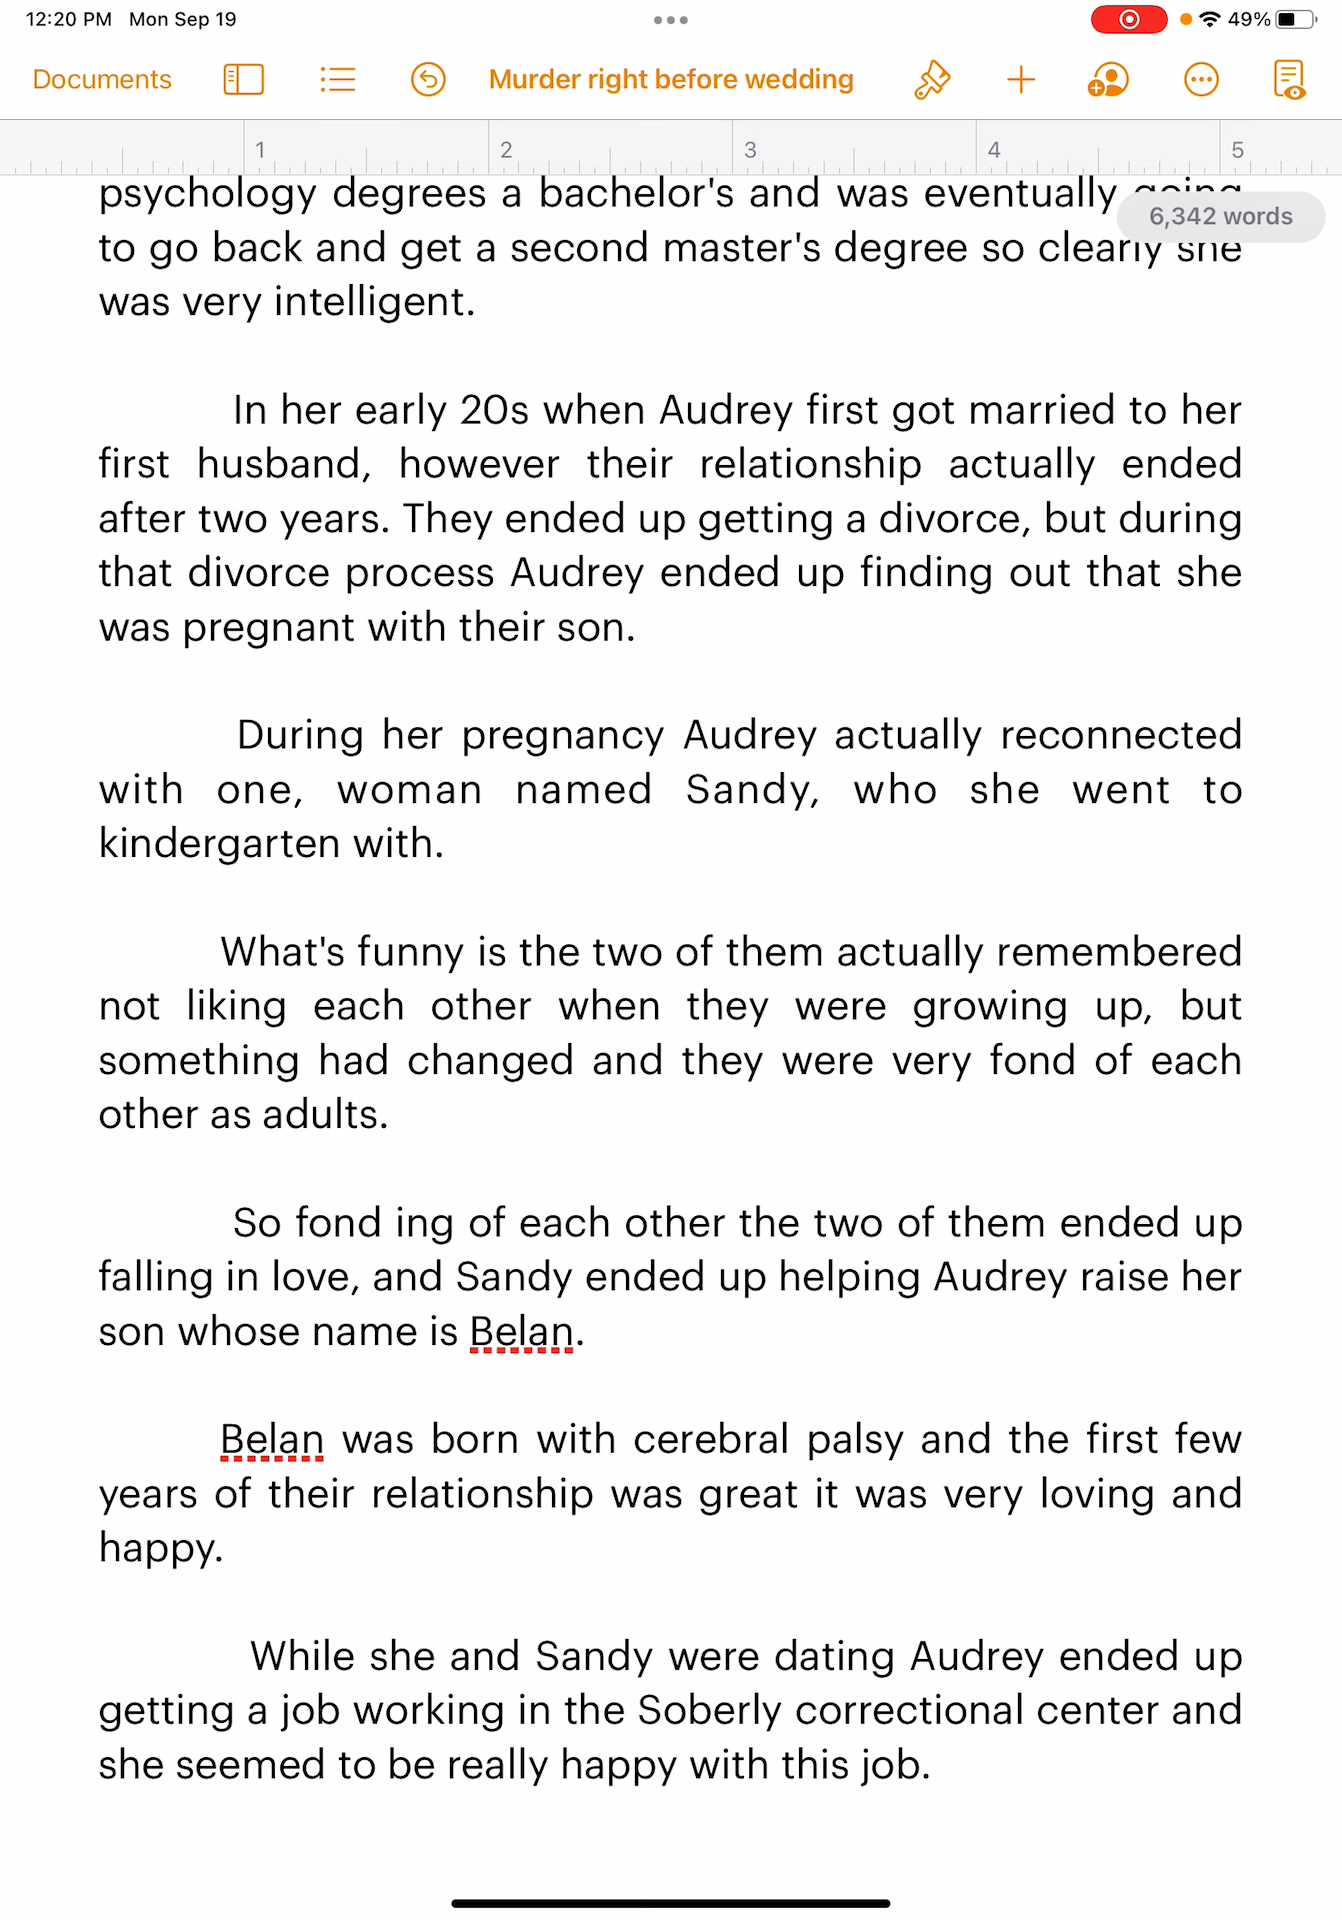 12:20 PM Mon Sep 19
49%
Documents
Murder right before wedding
1 2 3 4 5
6,342 words
psychology degrees a bachelor's and was eventually going
to go back and get a second master's degree so clearly she
was very intelligent.
In her early 20s when Audrey first got married to her
first husband, however their relationship actually ended
after two years. They ended up getting a divorce, but during
that divorce process Audrey ended up finding out that she
was pregnant with their son.
During her pregnancy Audrey actually reconnected
with one, woman named Sandy, who she went to
kindergarten with.
What's funny is the two of them actually remembered
not liking each other when they were growing up, but
something had changed and they were very fond of each
other as adults.
So fond ing of each other the two of them ended up
falling in love, and Sandy ended up helping Audrey raise her
son whose name is Belan.
Belan was born with cerebral palsy and the first few
years of their relationship was great it was very loving and
happy.
While she and Sandy were dating Audrey ended up
getting a job working in the Soberly correctional center and
she seemed to be really happy with this job.